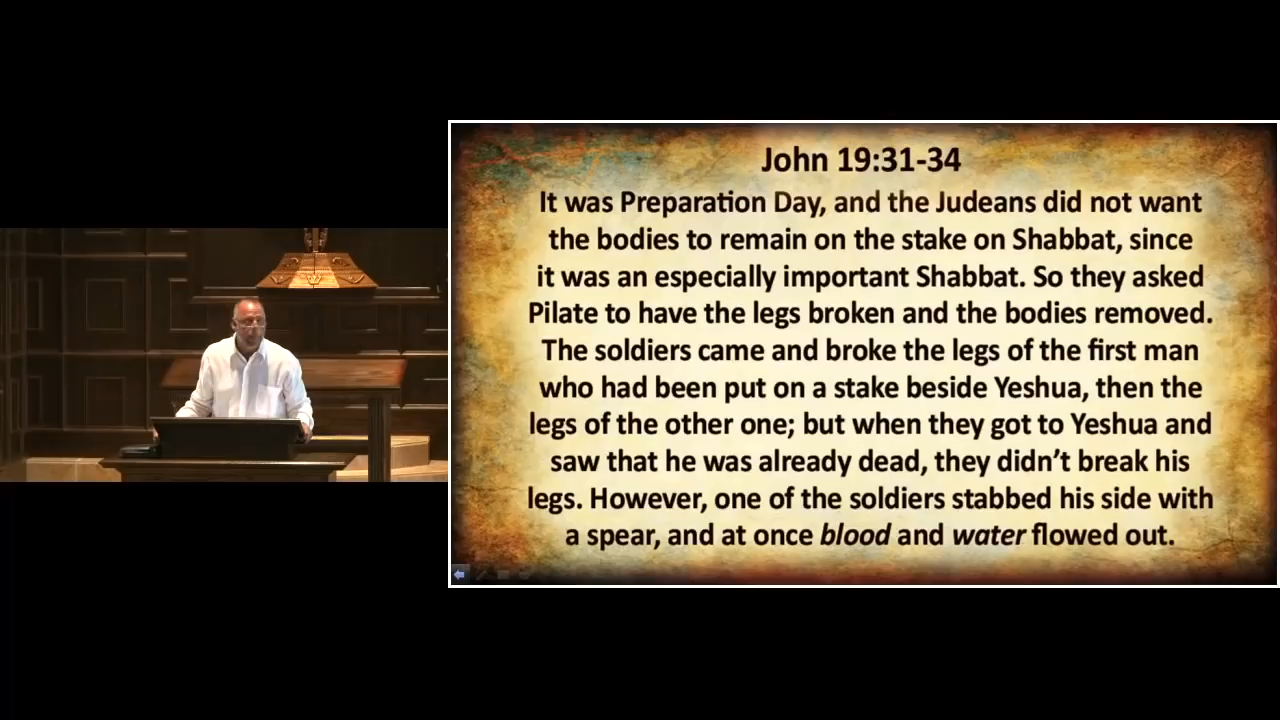 John 19:31-34
It was Preparation Day, and the Judeans did not want
the bodies to remain on the stake on Shabbat, since
it was an especially important Shabbat. So they asked
Pilate to have the legs broken and the bodies removed.
The soldiers came and broke the legs of the first man
who had been put on a stake beside Yeshua, then the
legs of the other one; but when they got to Yeshua and
saw that he was already dead, they didn’t break his
legs. However, one of the soldiers stabbed his side with
a spear, and at once blood and water flowed out.